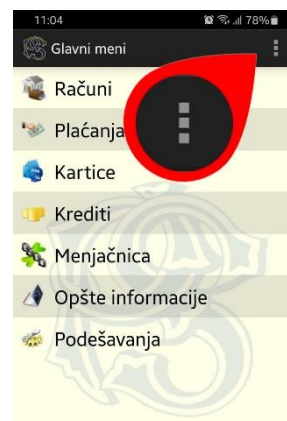 11:04 78%
Glavni meni
Računi
Plaćanja
Kartice
Krediti
Menjačnica
Opšte informacije
Podešavanja